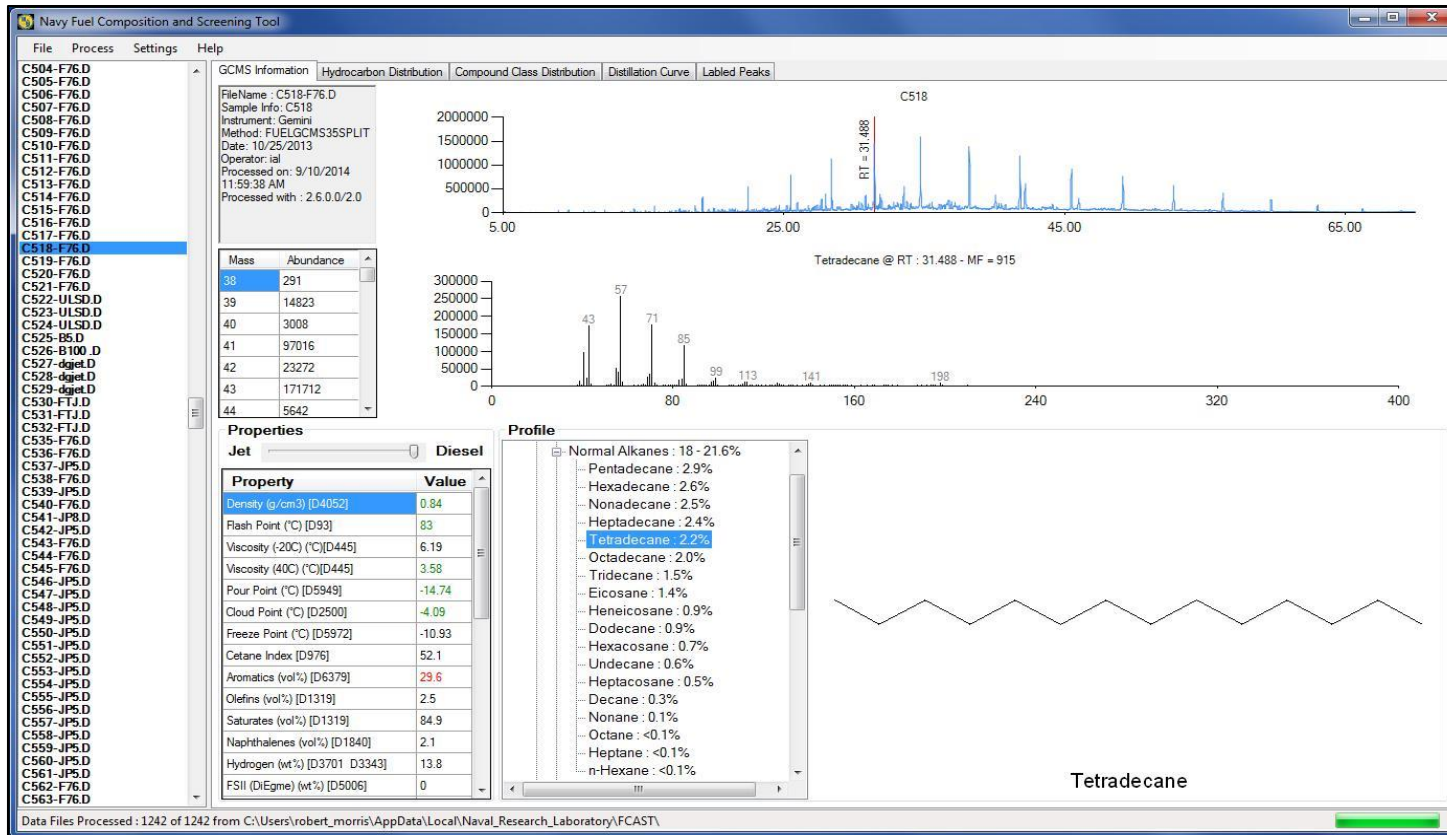 Navy Fuel Composition and Screening Tool
File Process Settings Help
C504-F76.D
C505-F76.D
C506-F76.D
C507-F76.D
C508-F76.D
C509-F76.D
C510-F76.D
C511-F76.D
C512-F76.D
C513-F76.D
C514-F76.D
C515-F76.D
C516-F76.D
C517-F76.D
C518-F76.D
C519-F76.D
C520-F76.D
C521-F76.D
C522-ULSD.D
C523-ULSD.D
C524-ULSD.D
C525-B5.D
C526-B100 .D
C527-dgjet.D
C528-dgjet.D
C529-dgjet.D
C530-FTJ.D
C531-FTJ.D
C532-FTJ.D
C535-F76.D
C536-F76.D
C537-JP5.D
C538-F76.D
C539-JP5.D
C540-F76.D
C541-JP8.D
C542-JP5.D
C543-F76.D
C544-F76.D
C545-F76.D
C546-JP5.D
C547-JP5.D
C548-JP5.D
C549-JP5.D
C550-JP5.D
C551-JP5.D
C552-JP5.D
C553-JP5.D
C554-JP5.D
C555-JP5.D
C556-JP5.D
C557-JP5.D
C558-JP5.D
C559-JP5.D
C560-JP5.D
C561-JP5.D
C562-F76.D
C563-F76.D
GCMS Information Hydrocarbon Distribution Compound Class Distribution Distillation Curve Labled Peaks
FileName : C518-F76.D
Sample Info: C518
Instrument: Gemini
Method: FUELGCMS35SPLIT
Date: 10/25/2013
Operator: ial
Processed on: 9/10/2014
11:59:38 AM
Processed with : 2.6.0.0/2.0
C518
2000000
1500000
1000000
500000
0
RT = 31.488
5.00 25.00 45.00 65.00
Mass Abundance
38 291
39 14823
40 3008
41 97016
42 23272
43 171712
44 5642
Tetradecane @ RT : 31.488 - MF = 915
300000
250000
200000
150000
100000
50000
0
43 57 71 85 99 113 141 198
0 80 160 240 320 400
Properties
Jet Diesel
Property Value
Density (g/cm3) [D4052] 0.84
Flash Point (°C) [D93] 83
Viscosity (-20C) (°C)[D445] 6.19
Viscosity (40C) (°C)[D445] 3.58
Pour Point (°C) [D5949] -14.74
Cloud Point (°C) [D2500] -4.09
Freeze Point (°C) [D5972] -10.93
Cetane Index [D976] 52.1
Aromatics (vol%) [D6379] 29.6
Olefins (vol%) [D1319] 2.5
Saturates (vol%) [D1319] 84.9
Naphthalenes (vol%) [D1840] 2.1
Hydrogen (wt%) [D3701 D3343] 13.8
FSII (DiEgme) (wt%) [D5006] 0
Profile
Normal Alkanes : 18 - 21.6%
Pentadecane : 2.9%
Hexadecane : 2.6%
Nonadecane : 2.5%
Heptadecane : 2.4%
Tetradecane : 2.2%
Octadecane : 2.0%
Tridecane : 1.5%
Eicosane : 1.4%
Heneicosane : 0.9%
Dodecane : 0.9%
Hexacosane : 0.7%
Undecane : 0.6%
Heptacosane : 0.5%
Decane : 0.3%
Nonane : 0.1%
Octane : <0.1%
Heptane : <0.1%
n-Hexane : <0.1%
Tetradecane
Data Files Processed : 1242 of 1242 from C:\Users\robert_morris\AppData\Local\Naval_Research_Laboratory\FCAST\